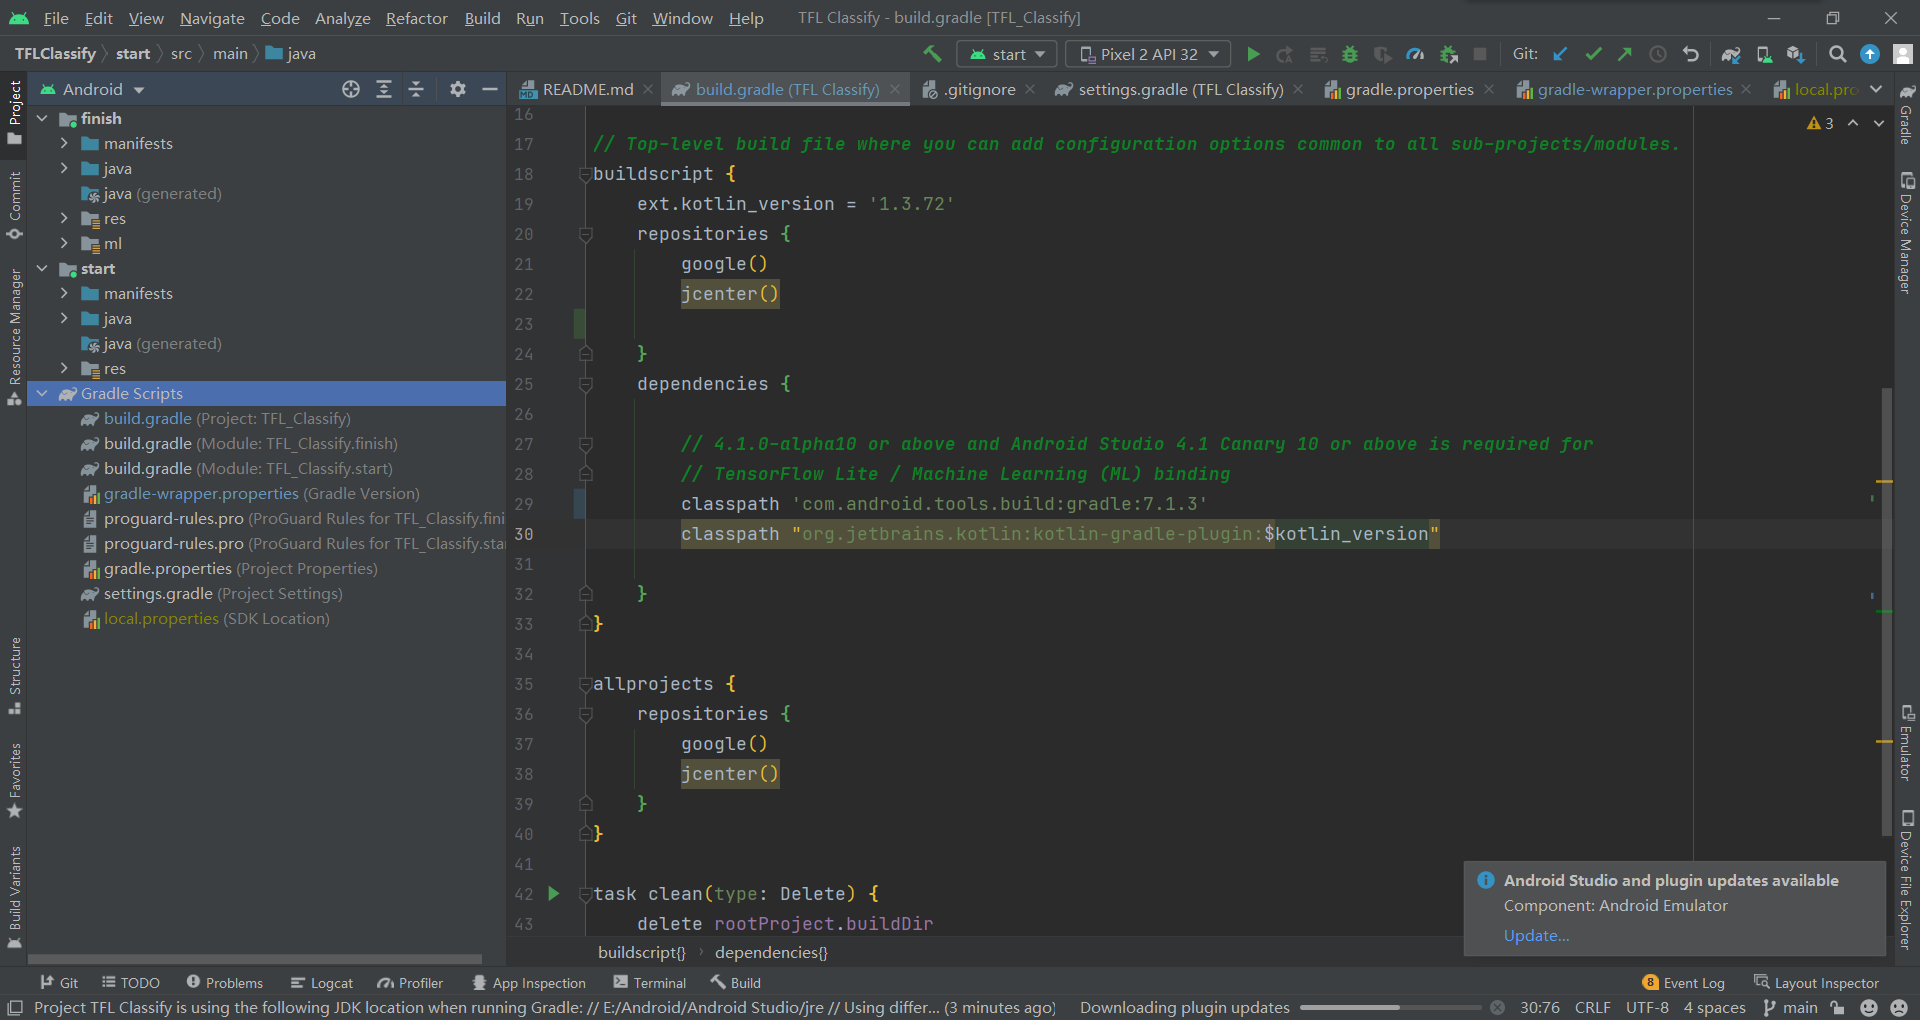 File Edit View Navigate Code Analyze Refactor Build Run Tools Git Window Help TFL Classify - build.gradle [TFL_Classify]
TFLClassify start src main java start Pixel 2 API 32 Git:
Project
Commit
Resource Manager
Structure
Favorites
Build Variants
Android
finish
manifests
java
java (generated)
res
ml
start
manifests
java
java (generated)
res
Gradle Scripts
build.gradle (Project: TFL_Classify)
build.gradle (Module: TFL_Classify.finish)
build.gradle (Module: TFL_Classify.start)
gradle-wrapper.properties (Gradle Version)
proguard-rules.pro (ProGuard Rules for TFL_Classify.fini
proguard-rules.pro (ProGuard Rules for TFL_Classify.sta
gradle.properties (Project Properties)
settings.gradle (Project Settings)
local.properties (SDK Location)
README.md build.gradle (TFL Classify) .gitignore settings.gradle (TFL Classify) gradle.properties gradle-wrapper.properties local.pro
3
16
17 // Top-level build file where you can add configuration options common to all sub-projects/modules.
18 buildscript {
19 ext.kotlin_version = '1.3.72'
20 repositories {
21 google()
22 jcenter()
23
24 }
25 dependencies {
26
27 // 4.1.0-alpha10 or above and Android Studio 4.1 Canary 10 or above is required for
28 // TensorFlow Lite / Machine Learning (ML) binding
29 classpath 'com.android.tools.build:gradle:7.1.3'
30 classpath "org.jetbrains.kotlin:kotlin-gradle-plugin:$kotlin_version"
31
32 }
33 }
34
35 allprojects {
36 repositories {
37 google()
38 jcenter()
39 }
40 }
41
42 task clean(type: Delete) {
43 delete rootProject.buildDir
buildscript{} dependencies{}
Gradle
Device Manager
Emulator
Device File Explorer
Android Studio and plugin updates available
Component: Android Emulator
Update...
Git TODO Problems Logcat Profiler App Inspection Terminal Build 8 Event Log Layout Inspector
Project TFL Classify is using the following JDK location when running Gradle: // E:/Android/Android Studio/jre // Using differ... (3 minutes ago) Downloading plugin updates 30:76 CRLF UTF-8 4 spaces main